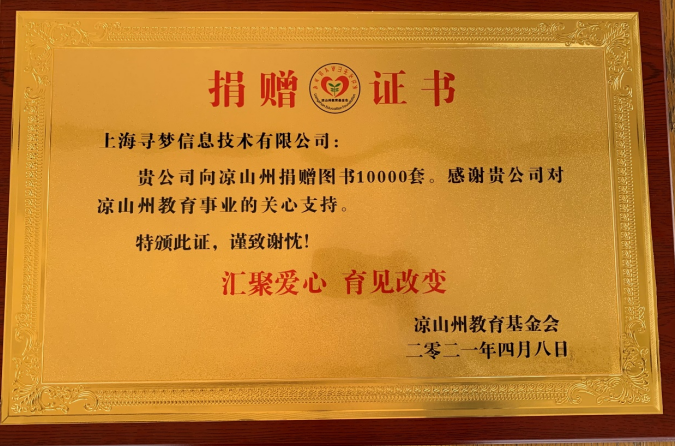 捐赠证书
上海寻梦信息技术有限公司：
贵公司向凉山州捐赠图书10000套。感谢贵公司对
凉山州教育事业的关心支持。
特颁此证，谨致谢忱！
汇聚爱心 育见改变
凉山州教育基金会
二零二一年四月八日